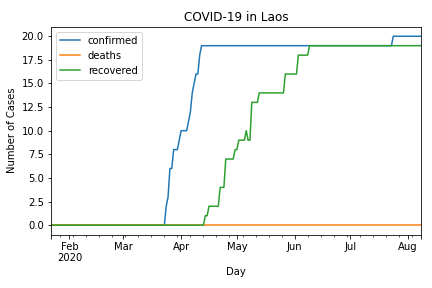 COVID-19 in Laos
confirmed
deaths
recovered
20.0
17.5
15.0
12.5
10.0
7.5
5.0
2.5
0.0
Number of Cases
Feb Mar Apr May Jun Jul Aug
2020
Day